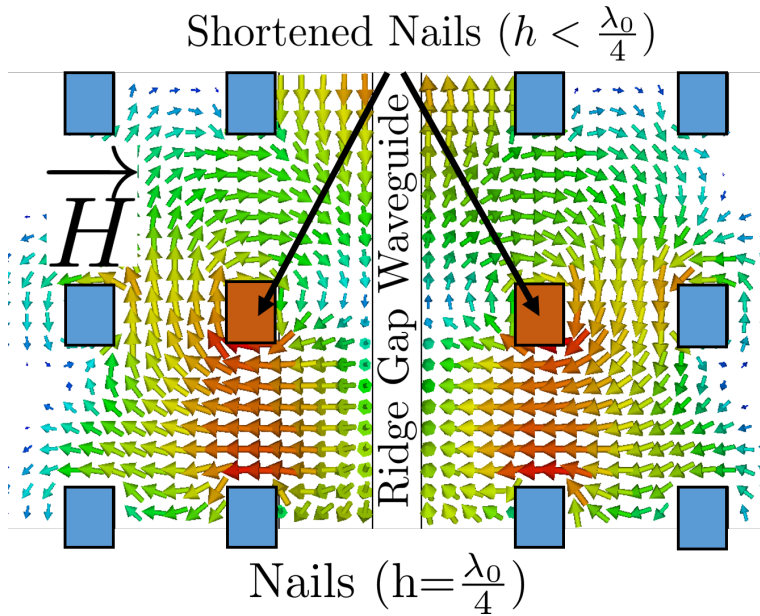 Shortened Nails (h < λ₀/4)
H⃗
Ridge Gap Waveguide
Nails (h=λ₀/4)